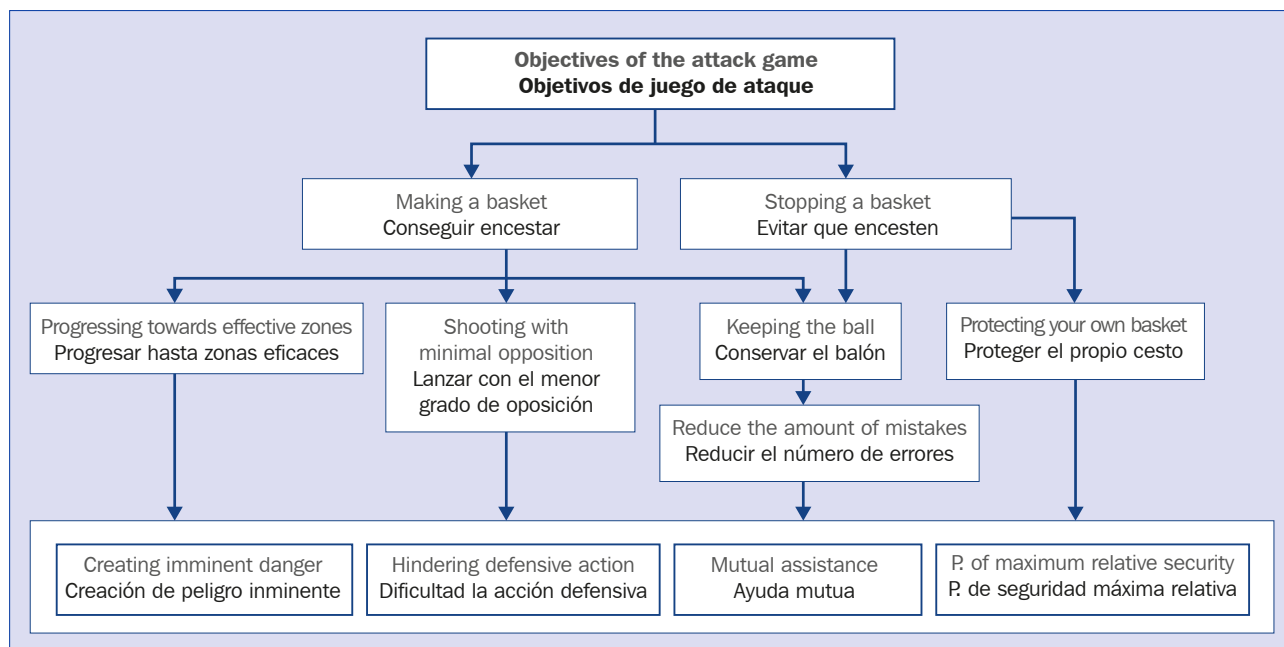 Objectives of the attack game
Objetivos de juego de ataque
Making a basket
Conseguir encestar
Stopping a basket
Evitar que encesten
Progressing towards effective zones
Progresar hasta zonas eficaces
Shooting with
minimal opposition
Lanzar con el menor
grado de oposición
Keeping the ball
Conservar el balón
Protecting your own basket
Proteger el propio cesto
Reduce the amount of mistakes
Reducir el número de errores
Creating imminent danger
Creación de peligro inminente
Hindering defensive action
Dificultad la acción defensiva
Mutual assistance
Ayuda mutua
P. of maximum relative security
P. de seguridad máxima relativa